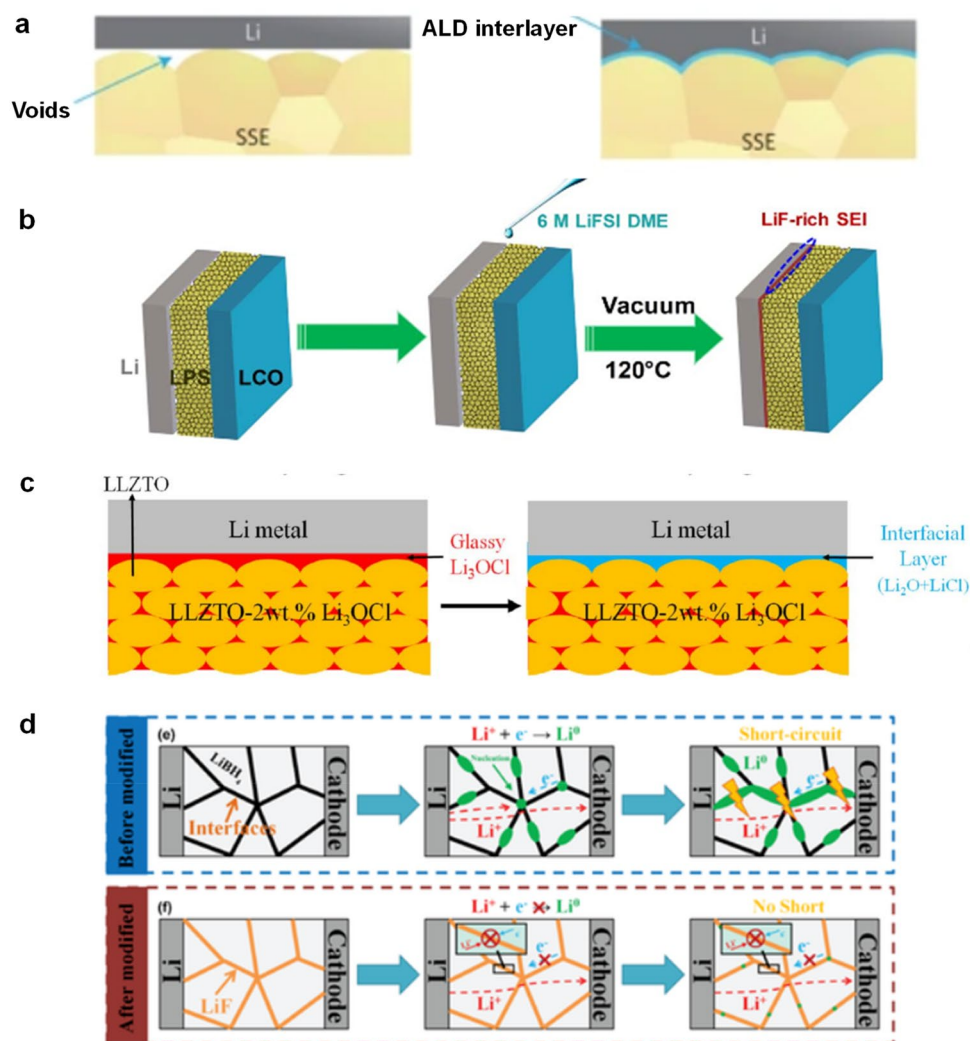 a
Li
Voids
SSE
ALD interlayer
Li
SSE
b
Li
LPS
LCO
6 M LiFSI DME
Vacuum
120°C
LiF-rich SEI
c
LLZTO
Li metal
Glassy
Li₃OCl
LLZTO-2wt.% Li₃OCl
Li metal
Interfacial
Layer
(Li₂O+LiCl)
LLZTO-2wt.% Li₃OCl
d
Before modified
(e)
Li
LiBH₄
Interfaces
Cathode
Li⁺ + e⁻ → Li⁰
Li
Nucleation
e⁻
Li⁺
Cathode
Short-circuit
Li
Li⁰
e⁻
Li⁺
Cathode
After modified
(f)
Li
LiF
Cathode
Li⁺ + e⁻ → Li⁰
Li
e⁻
Li⁺
Cathode
No Short
Li
e⁻
Li⁺
Cathode